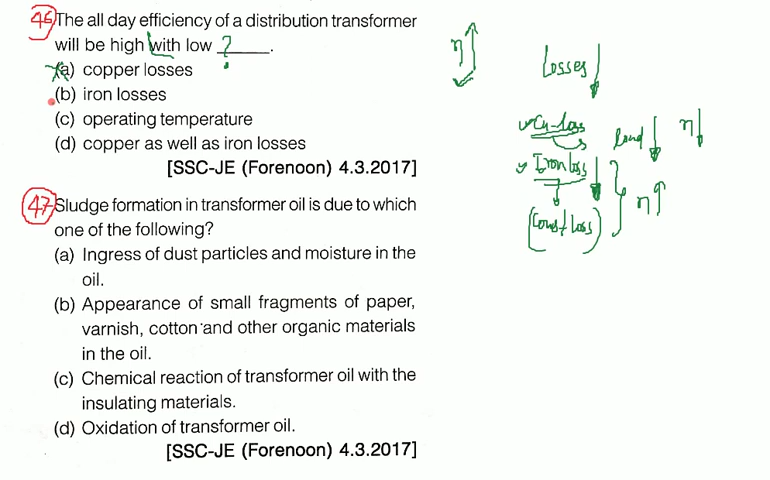 46 The all day efficiency of a distribution transformer
will be high with low ? ______.
(a) copper losses
(b) iron losses
(c) operating temperature
(d) copper as well as iron losses
[SSC-JE (Forenoon) 4.3.2017]
47 Sludge formation in transformer oil is due to which
one of the following?
(a) Ingress of dust particles and moisture in the
oil.
(b) Appearance of small fragments of paper,
varnish, cotton and other organic materials
in the oil.
(c) Chemical reaction of transformer oil with the
insulating materials.
(d) Oxidation of transformer oil.
[SSC-JE (Forenoon) 4.3.2017]
η↑
Losses↓
Cu-loss
load↓ η↓
Iron loss↓
η↑
(Const loss)